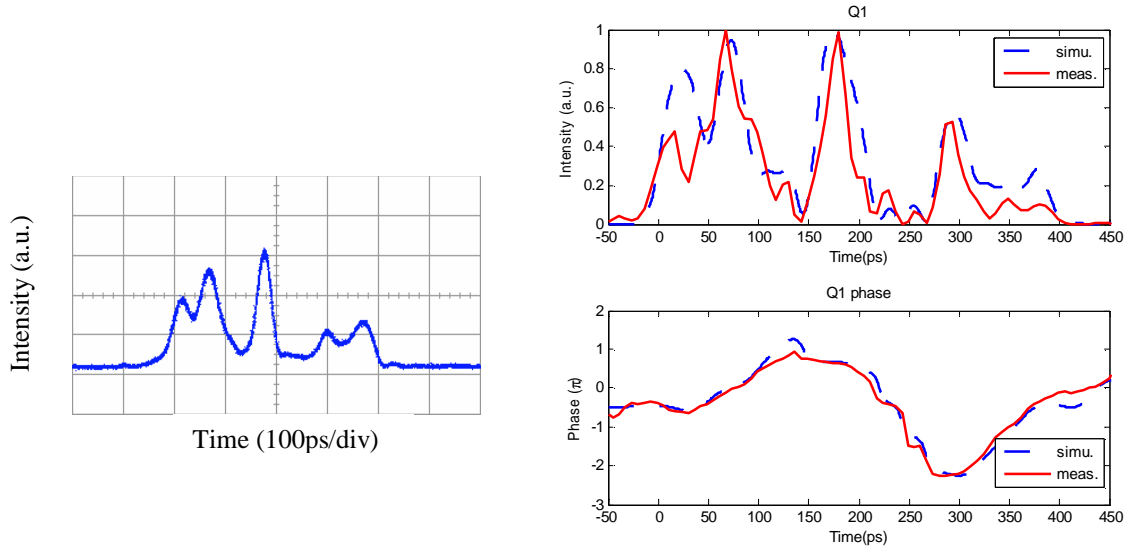 Intensity (a.u.)
Time (100ps/div)
Q1
Intensity (a.u.)
1
0.8
0.6
0.4
0.2
0
simu.
meas.
-50 0 50 100 150 200 250 300 350 400 450
Time(ps)
Q1 phase
Phase (π)
2
1
0
-1
-2
-3
simu.
meas.
-50 0 50 100 150 200 250 300 350 400 450
Time(ps)